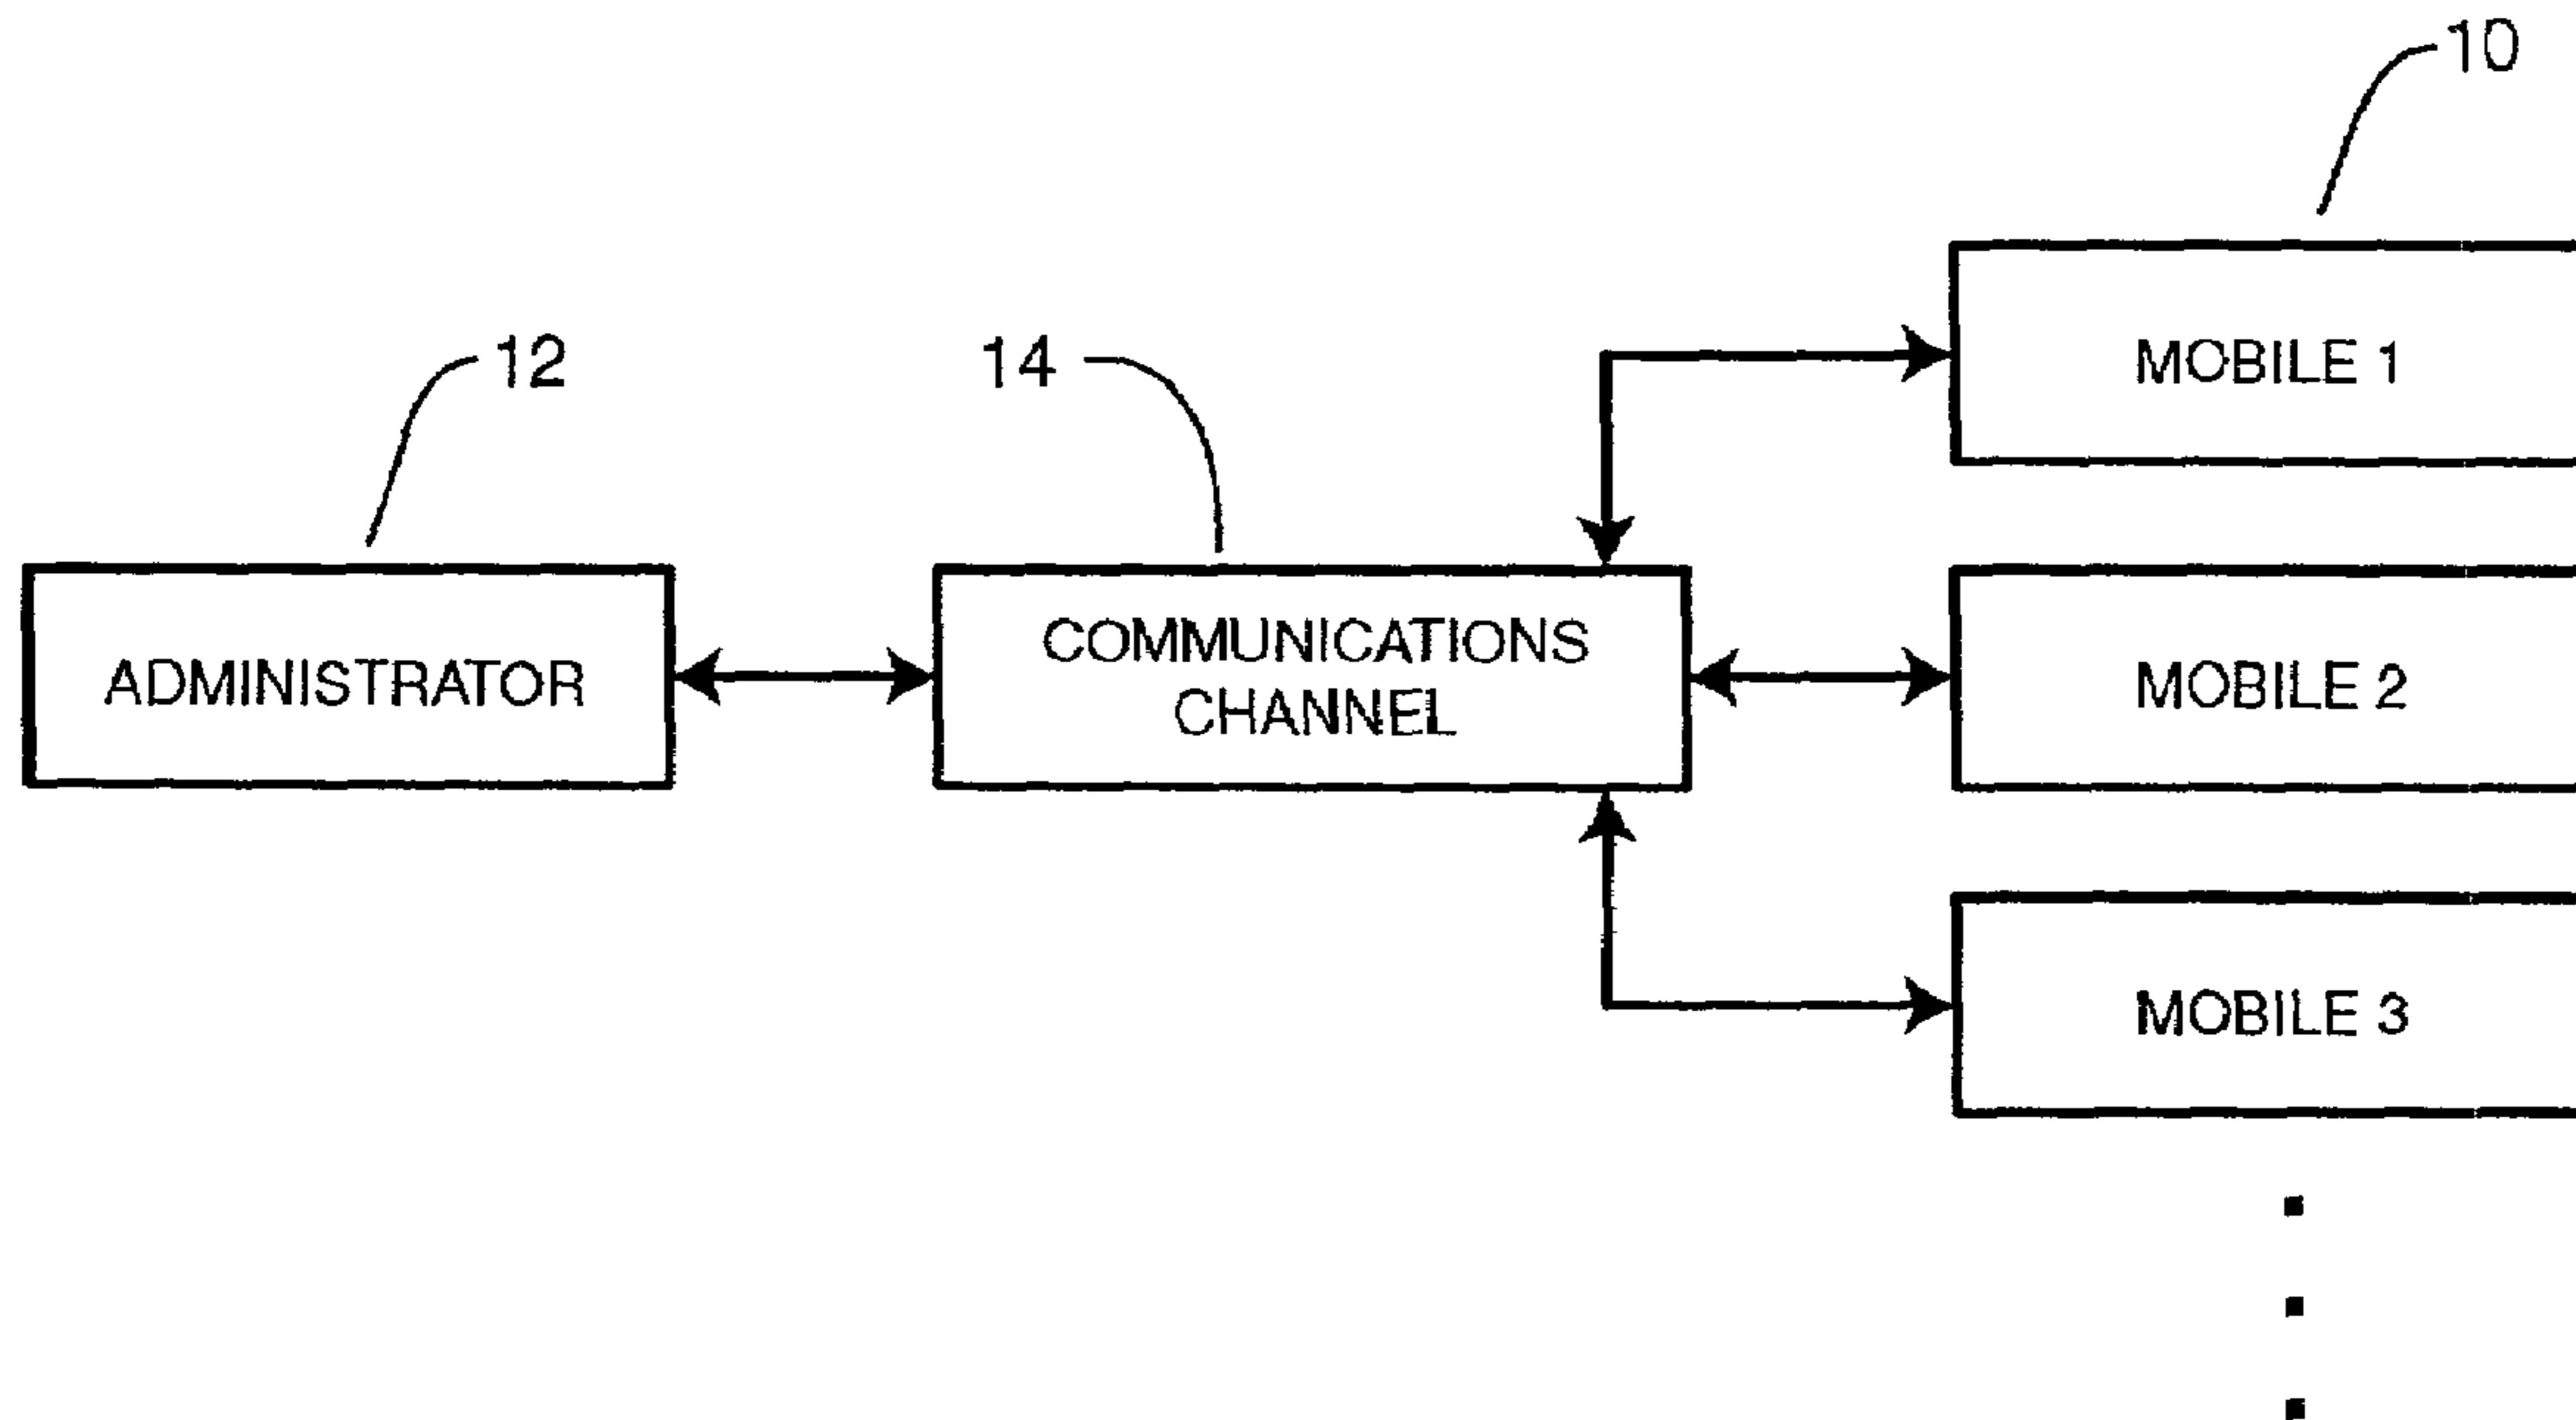 10
12
14
MOBILE 1
ADMINISTRATOR
COMMUNICATIONS
CHANNEL
MOBILE 2
MOBILE 3